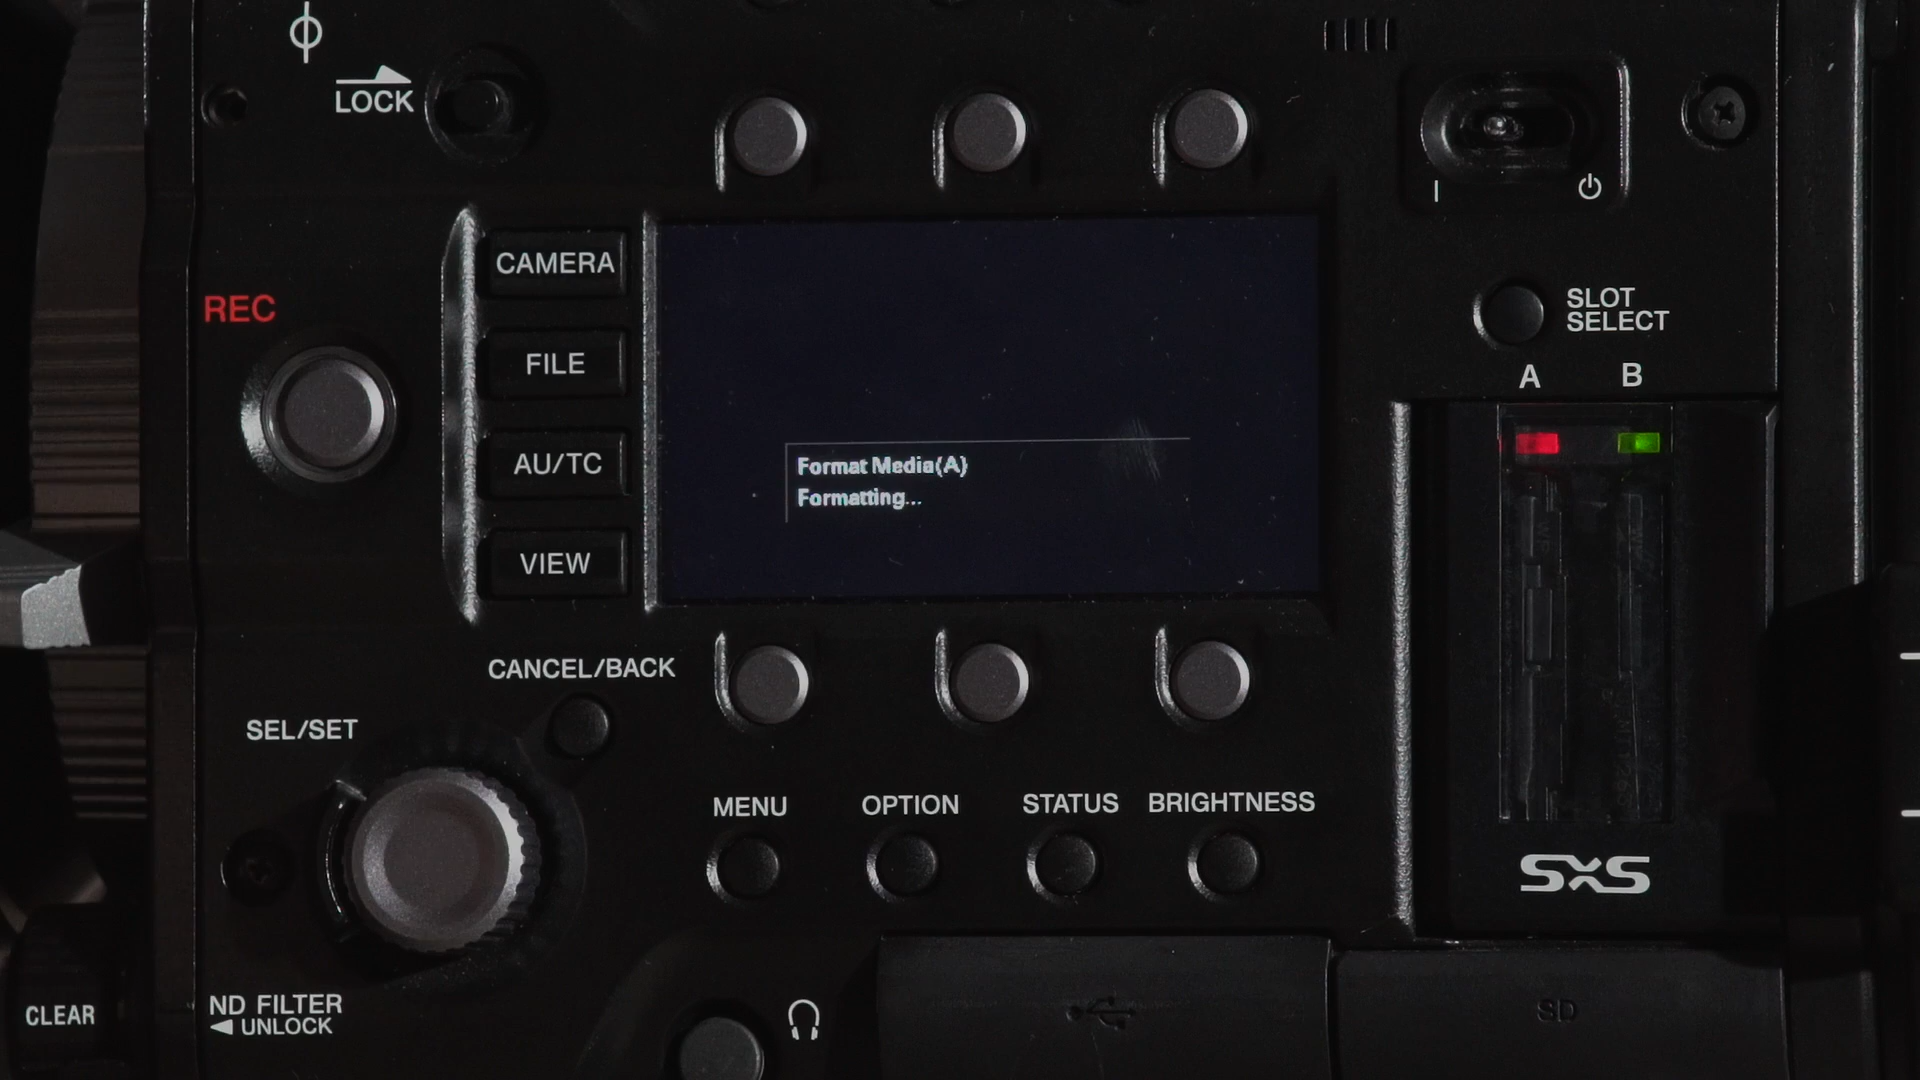 LOCK
CAMERA
REC
FILE
AU/TC
VIEW
Format Media(A)
Formatting...
SLOT
SELECT
A B
CANCEL/BACK
SEL/SET
MENU OPTION STATUS BRIGHTNESS
SxS
CLEAR
ND FILTER
UNLOCK
SD